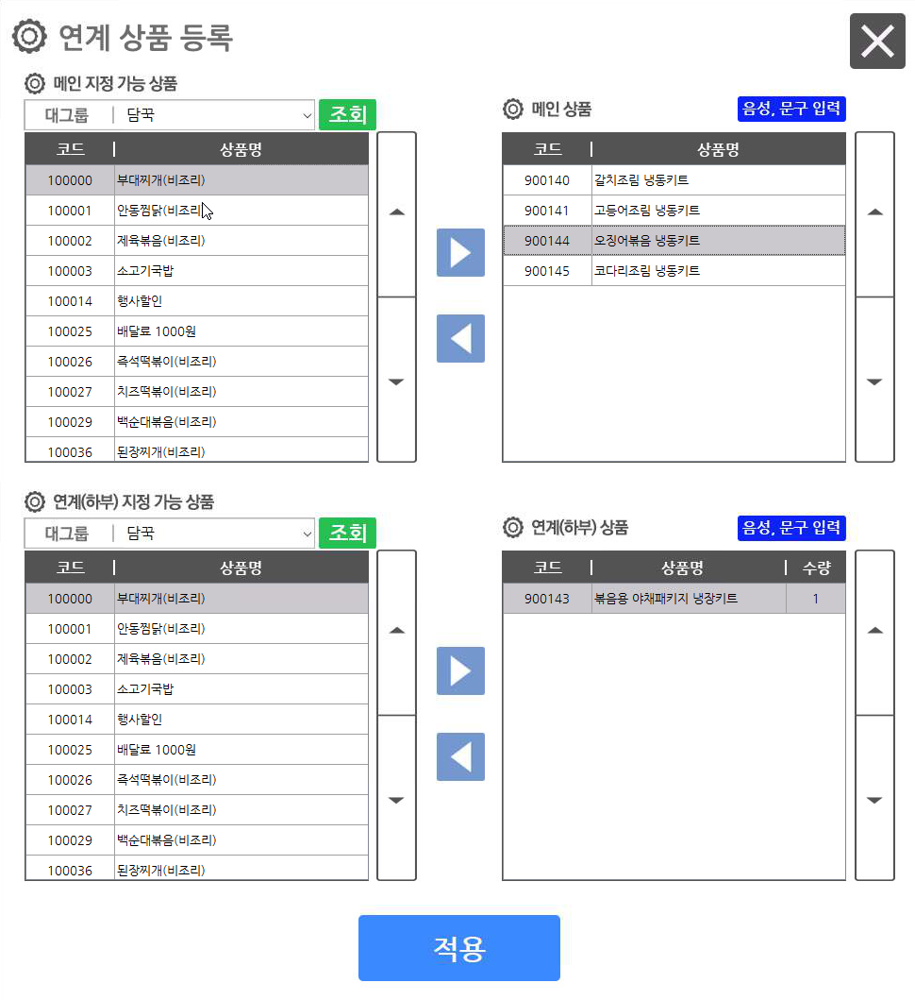 연계 상품 등록
메인 지정 가능 상품
대그룹 담꾹 조회
코드 상품명
100000 부대찌개(비조리)
100001 안동찜닭(비조리)
100002 제육볶음(비조리)
100003 소고기국밥
100014 행사할인
100025 배달료 1000원
100026 즉석떡볶이(비조리)
100027 치즈떡볶이(비조리)
100029 백순대볶음(비조리)
100036 된장찌개(비조리)
메인 상품 음성, 문구 입력
코드 상품명
900140 갈치조림 냉동키트
900141 고등어조림 냉동키트
900144 오징어볶음 냉동키트
900145 코다리조림 냉동키트
연계(하부) 지정 가능 상품
대그룹 담꾹 조회
코드 상품명
100000 부대찌개(비조리)
100001 안동찜닭(비조리)
100002 제육볶음(비조리)
100003 소고기국밥
100014 행사할인
100025 배달료 1000원
100026 즉석떡볶이(비조리)
100027 치즈떡볶이(비조리)
100029 백순대볶음(비조리)
100036 된장찌개(비조리)
연계(하부) 상품 음성, 문구 입력
코드 상품명 수량
900143 볶음용 야채패키지 냉장키트 1
적용